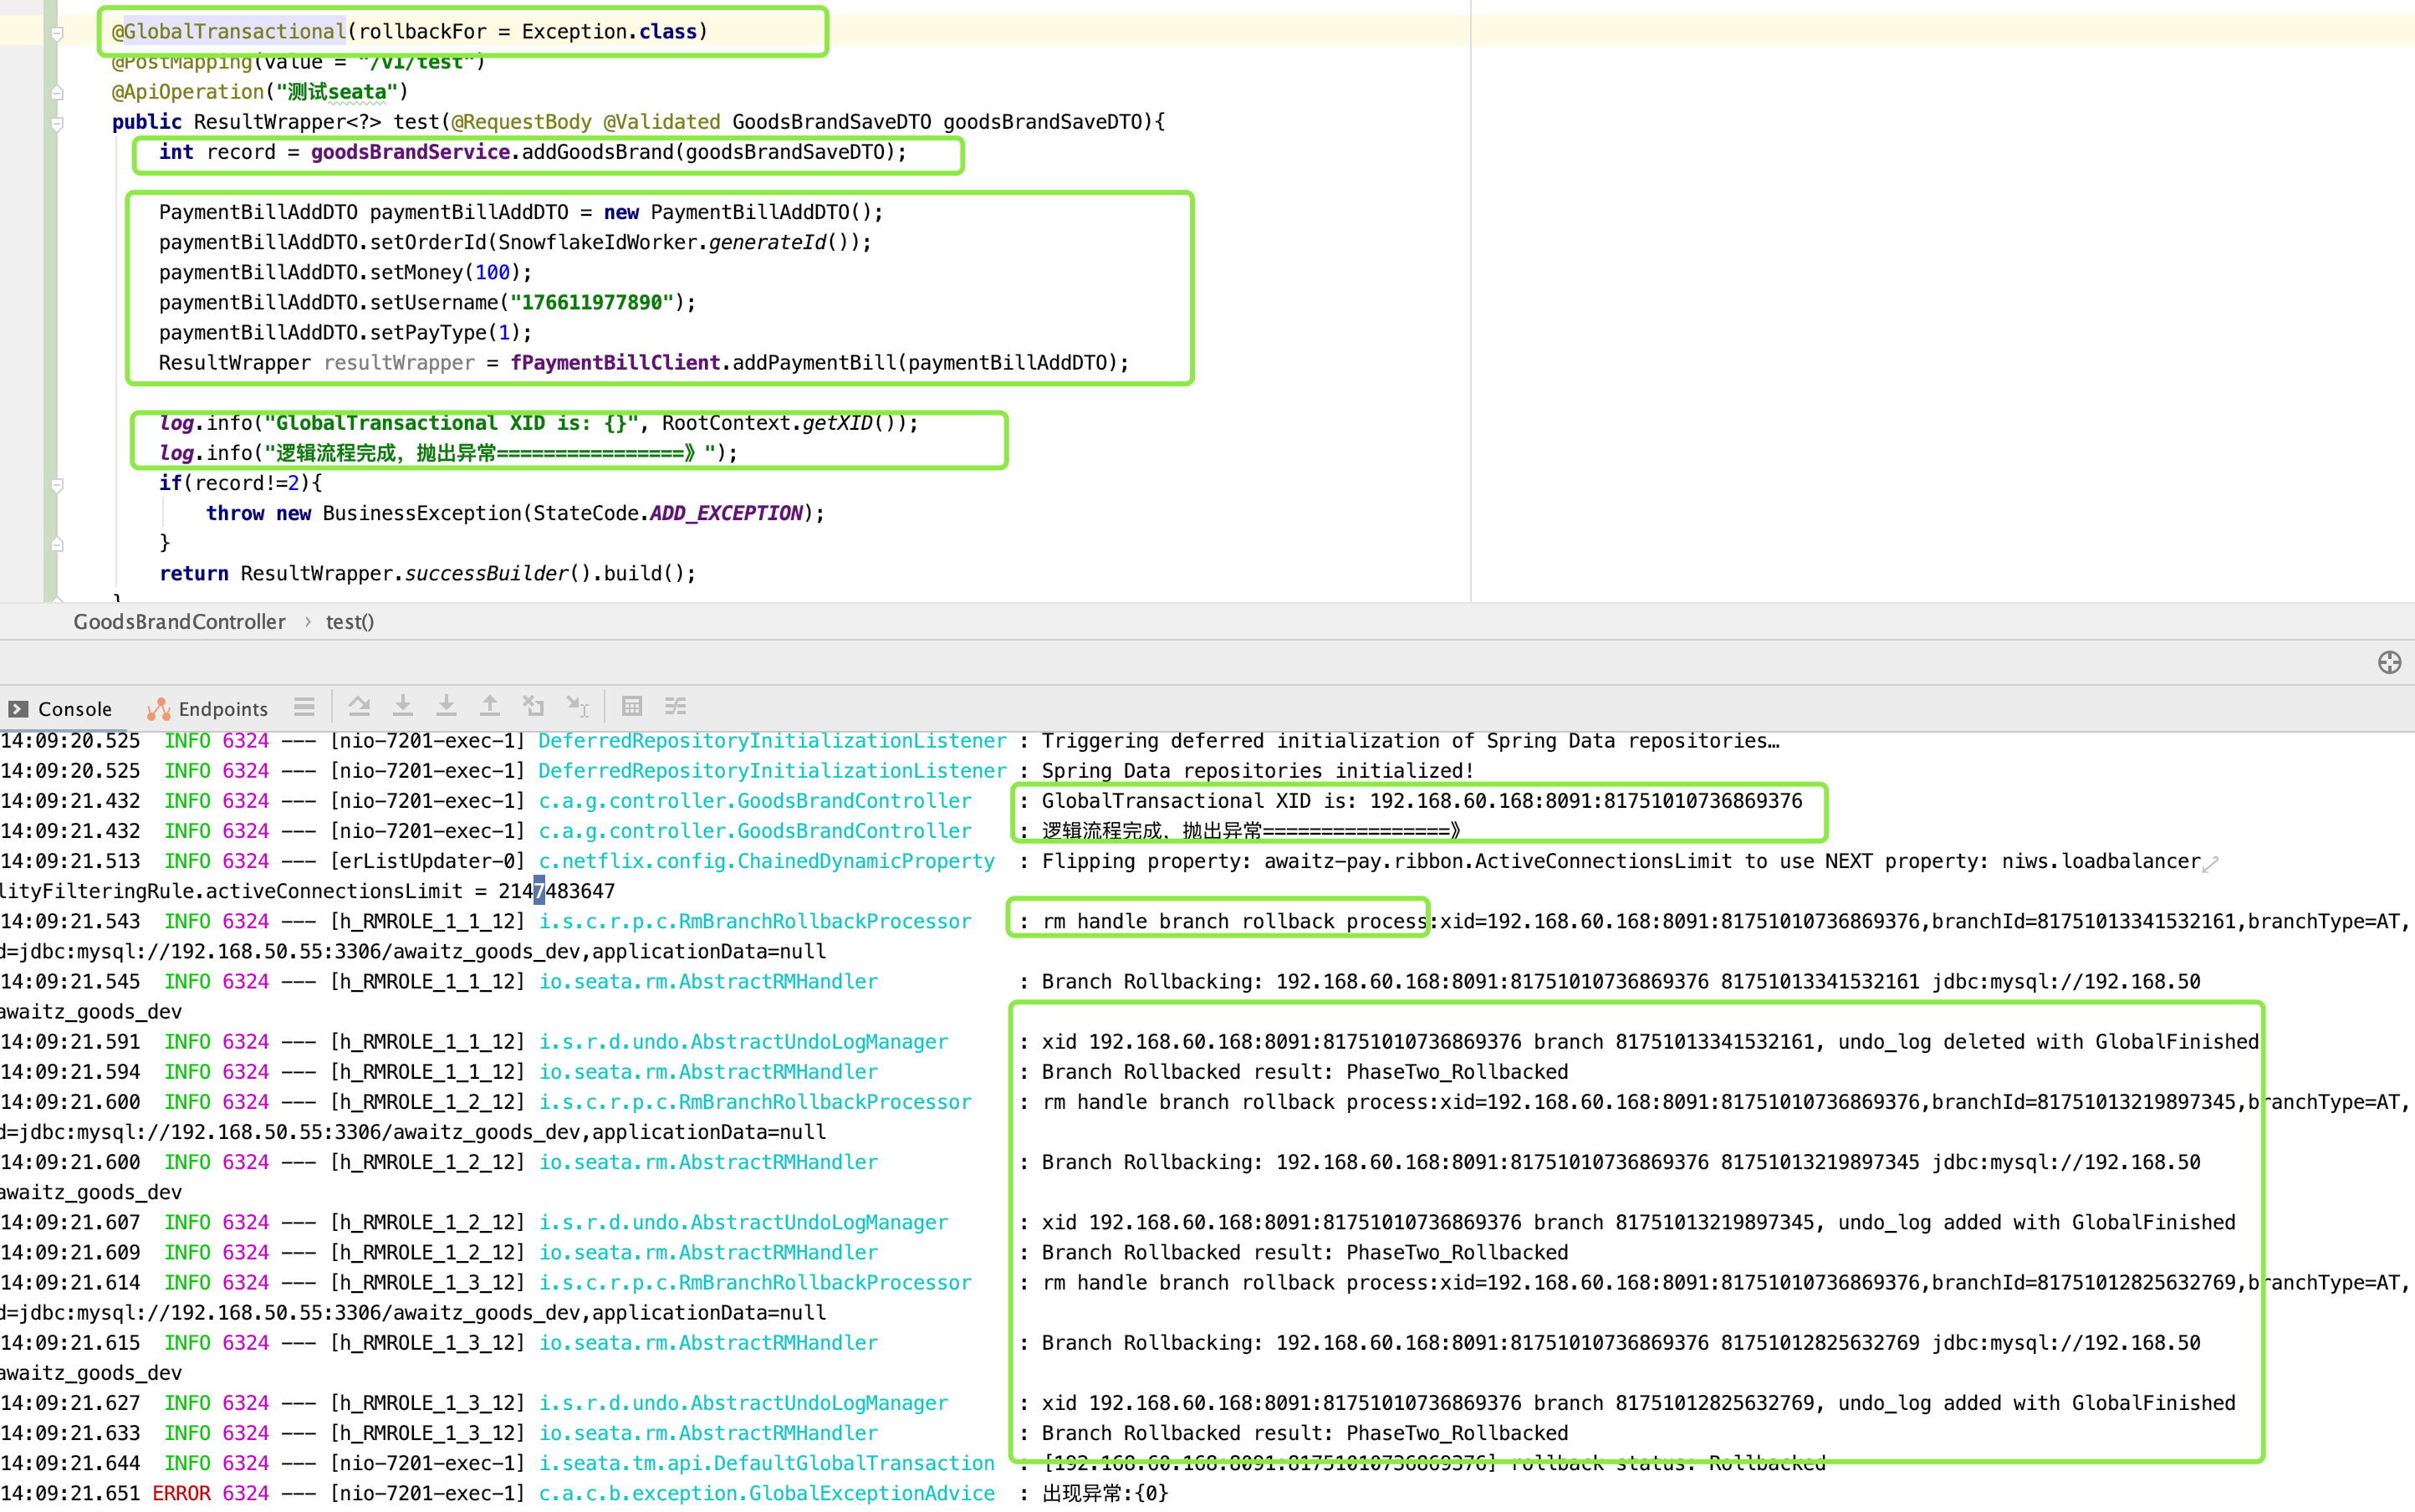 @GlobalTransactional(rollbackFor = Exception.class)
@PostMapping(value = "/v1/test")
@ApiOperation("测试seata")
public ResultWrapper<?> test(@RequestBody @Validated GoodsBrandSaveDTO goodsBrandSaveDTO){
int record = goodsBrandService.addGoodsBrand(goodsBrandSaveDTO);
PaymentBillAddDTO paymentBillAddDTO = new PaymentBillAddDTO();
paymentBillAddDTO.setOrderId(SnowflakeIdWorker.generateId());
paymentBillAddDTO.setMoney(100);
paymentBillAddDTO.setUsername("176611977890");
paymentBillAddDTO.setPayType(1);
ResultWrapper resultWrapper = fPaymentBillClient.addPaymentBill(paymentBillAddDTO);
log.info("GlobalTransactional XID is: {}", RootContext.getXID());
log.info("逻辑流程完成，抛出异常================》");
if(record!=2){
throw new BusinessException(StateCode.ADD_EXCEPTION);
}
return ResultWrapper.successBuilder().build();
}
GoodsBrandController › test()
Console Endpoints
14:09:20.525 INFO 6324 --- [nio-7201-exec-1] DeferredRepositoryInitializationListener : Triggering deferred initialization of Spring Data repositories…
14:09:20.525 INFO 6324 --- [nio-7201-exec-1] DeferredRepositoryInitializationListener : Spring Data repositories initialized!
14:09:21.432 INFO 6324 --- [nio-7201-exec-1] c.a.g.controller.GoodsBrandController : GlobalTransactional XID is: 192.168.60.168:8091:81751010736869376
14:09:21.432 INFO 6324 --- [nio-7201-exec-1] c.a.g.controller.GoodsBrandController : 逻辑流程完成，抛出异常================》
14:09:21.513 INFO 6324 --- [erListUpdater-0] c.netflix.config.ChainedDynamicProperty : Flipping property: awaitz-pay.ribbon.ActiveConnectionsLimit to use NEXT property: niws.loadbalancer
lityFilteringRule.activeConnectionsLimit = 2147483647
14:09:21.543 INFO 6324 --- [h_RMROLE_1_1_12] i.s.c.r.p.c.RmBranchRollbackProcessor : rm handle branch rollback process:xid=192.168.60.168:8091:81751010736869376,branchId=81751013341532161,branchType=AT,
d=jdbc:mysql://192.168.50.55:3306/awaitz_goods_dev,applicationData=null
14:09:21.545 INFO 6324 --- [h_RMROLE_1_1_12] io.seata.rm.AbstractRMHandler : Branch Rollbacking: 192.168.60.168:8091:81751010736869376 81751013341532161 jdbc:mysql://192.168.50
awaitz_goods_dev
14:09:21.591 INFO 6324 --- [h_RMROLE_1_1_12] i.s.r.d.undo.AbstractUndoLogManager : xid 192.168.60.168:8091:81751010736869376 branch 81751013341532161, undo_log deleted with GlobalFinished
14:09:21.594 INFO 6324 --- [h_RMROLE_1_1_12] io.seata.rm.AbstractRMHandler : Branch Rollbacked result: PhaseTwo_Rollbacked
14:09:21.600 INFO 6324 --- [h_RMROLE_1_2_12] i.s.c.r.p.c.RmBranchRollbackProcessor : rm handle branch rollback process:xid=192.168.60.168:8091:81751010736869376,branchId=81751013219897345,branchType=AT,
d=jdbc:mysql://192.168.50.55:3306/awaitz_goods_dev,applicationData=null
14:09:21.600 INFO 6324 --- [h_RMROLE_1_2_12] io.seata.rm.AbstractRMHandler : Branch Rollbacking: 192.168.60.168:8091:81751010736869376 81751013219897345 jdbc:mysql://192.168.50
awaitz_goods_dev
14:09:21.607 INFO 6324 --- [h_RMROLE_1_2_12] i.s.r.d.undo.AbstractUndoLogManager : xid 192.168.60.168:8091:81751010736869376 branch 81751013219897345, undo_log added with GlobalFinished
14:09:21.609 INFO 6324 --- [h_RMROLE_1_2_12] io.seata.rm.AbstractRMHandler : Branch Rollbacked result: PhaseTwo_Rollbacked
14:09:21.614 INFO 6324 --- [h_RMROLE_1_3_12] i.s.c.r.p.c.RmBranchRollbackProcessor : rm handle branch rollback process:xid=192.168.60.168:8091:81751010736869376,branchId=81751012825632769,branchType=AT,
d=jdbc:mysql://192.168.50.55:3306/awaitz_goods_dev,applicationData=null
14:09:21.615 INFO 6324 --- [h_RMROLE_1_3_12] io.seata.rm.AbstractRMHandler : Branch Rollbacking: 192.168.60.168:8091:81751010736869376 81751012825632769 jdbc:mysql://192.168.50
awaitz_goods_dev
14:09:21.627 INFO 6324 --- [h_RMROLE_1_3_12] i.s.r.d.undo.AbstractUndoLogManager : xid 192.168.60.168:8091:81751010736869376 branch 81751012825632769, undo_log added with GlobalFinished
14:09:21.633 INFO 6324 --- [h_RMROLE_1_3_12] io.seata.rm.AbstractRMHandler : Branch Rollbacked result: PhaseTwo_Rollbacked
14:09:21.644 INFO 6324 --- [nio-7201-exec-1] i.seata.tm.api.DefaultGlobalTransaction : [192.168.60.168:8091:81751010736869376] rollback status: Rollbacked
14:09:21.651 ERROR 6324 --- [nio-7201-exec-1] c.a.c.b.exception.GlobalExceptionAdvice : 出现异常:{0}